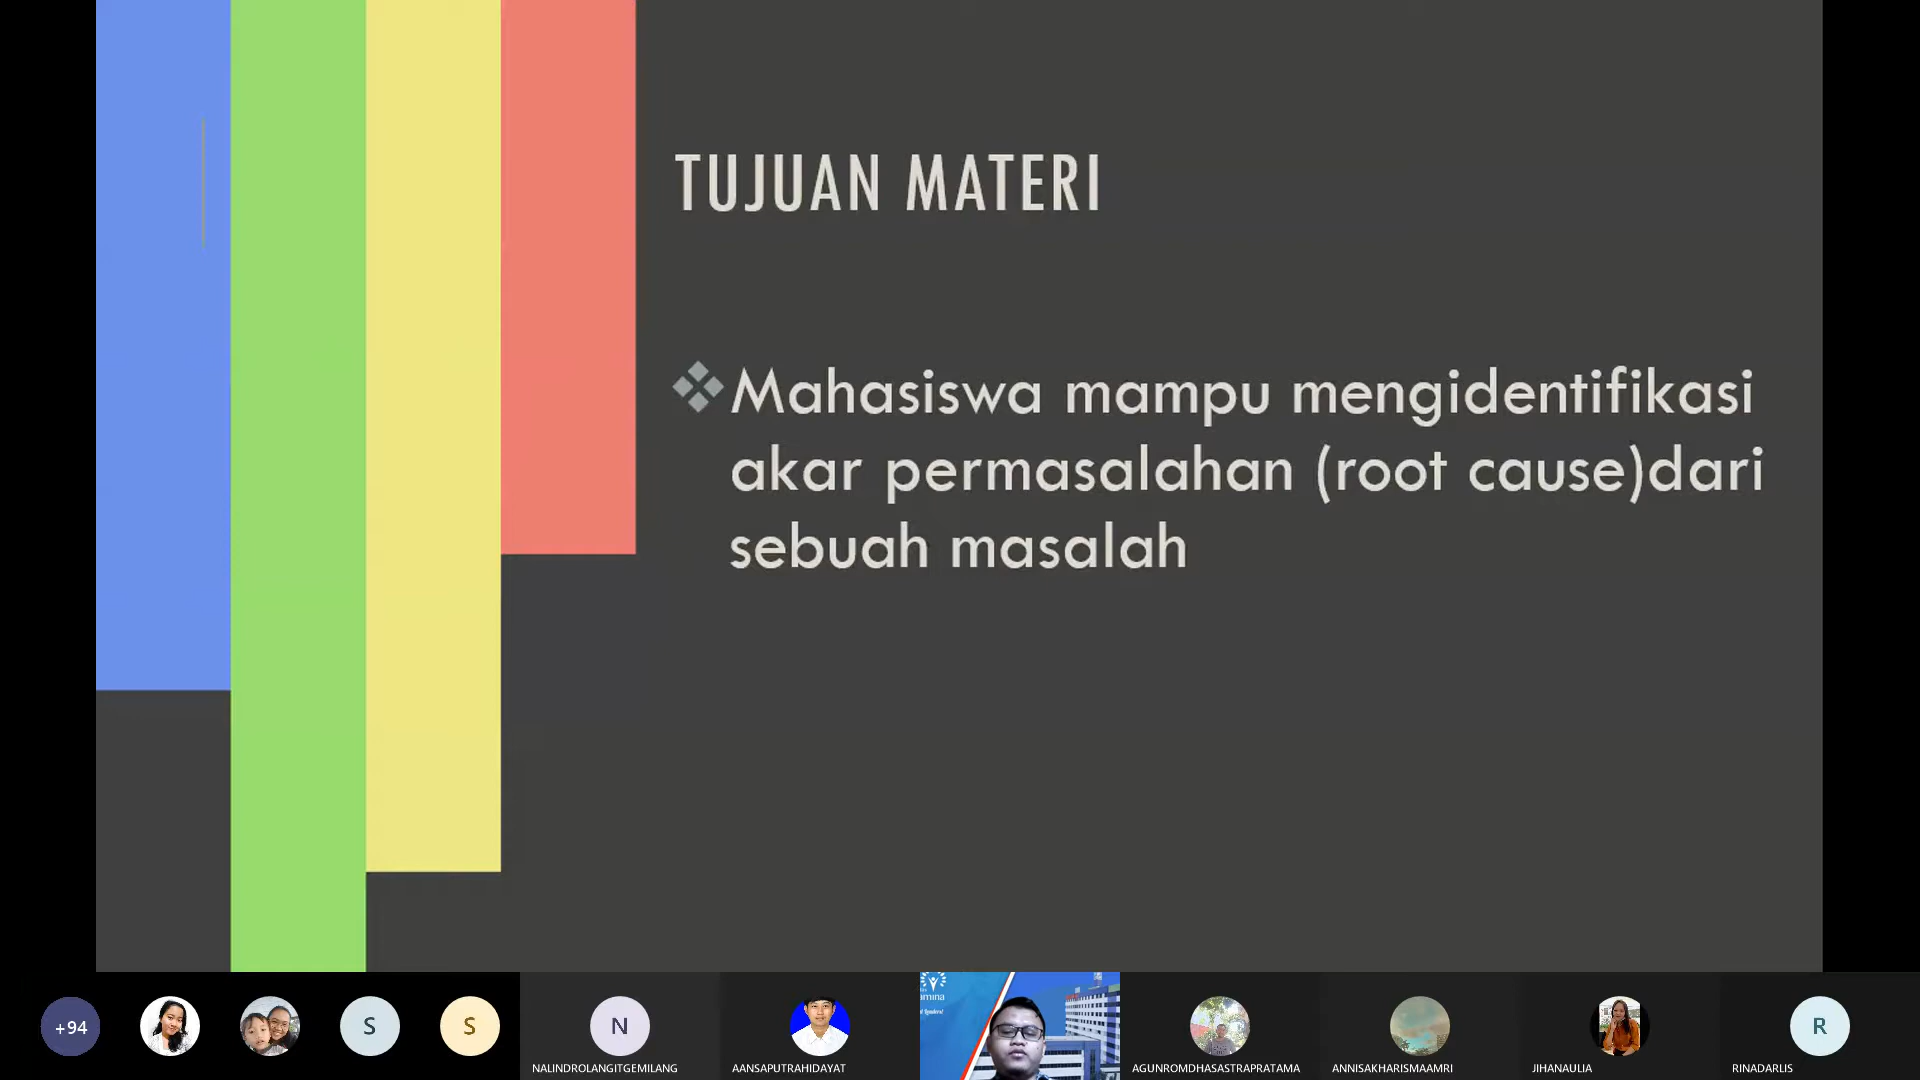 TUJUAN MATERI
Mahasiswa mampu mengidentifikasi
akar permasalahan (root cause)dari
sebuah masalah
+94
S
S
N
R
NALINDROLANGITGEMILANG
AANSAPUTRAHIDAYAT
AGUNROMDHASASTRAPRATAMA
ANNISAKHARISMAAMRI
JIHANAULIA
RINADARLIS